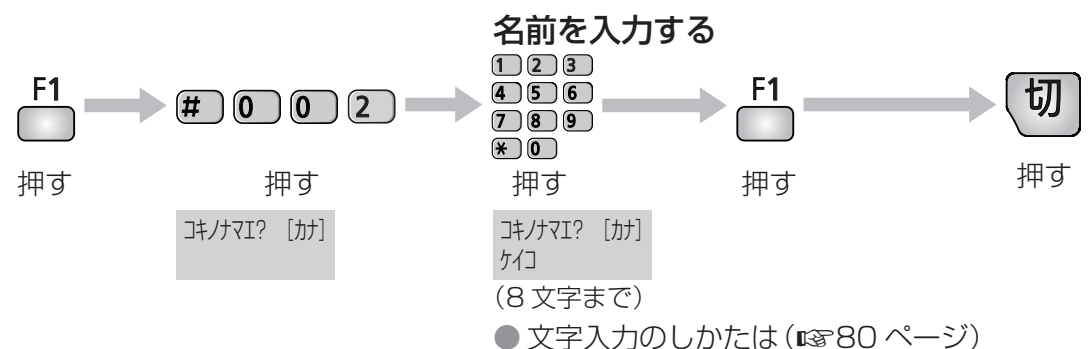 名前を入力する
F1
# 0 0 2
1 2 3
4 5 6
7 8 9
* 0
F1
切
押す
押す
押す
押す
押す
ｺｷﾉﾅﾏｴ? [ｶﾅ]
ｺｷﾉﾅﾏｴ? [ｶﾅ]
ｹｲｺ
(8 文字まで)
● 文字入力のしかたは (☞80 ページ)